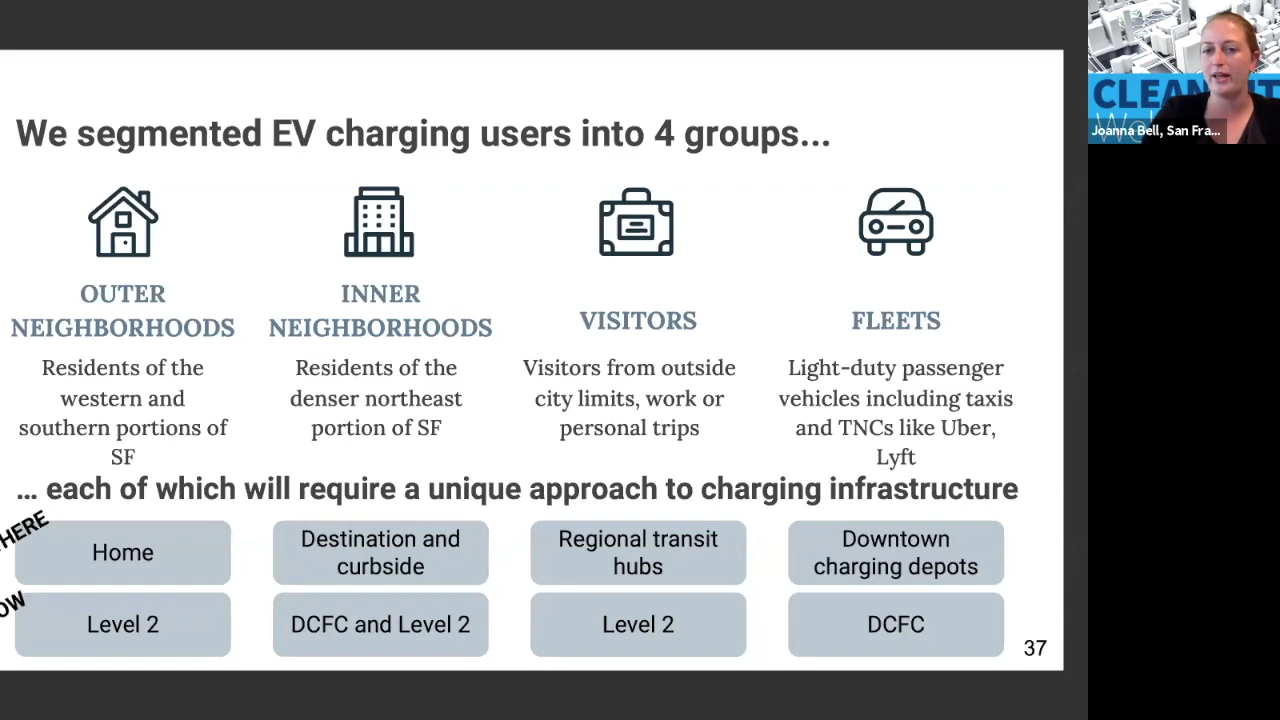 We segmented EV charging users into 4 groups...
OUTER
NEIGHBORHOODS
Residents of the
western and
southern portions of
SF
INNER
NEIGHBORHOODS
Residents of the
denser northeast
portion of SF
VISITORS
Visitors from outside
city limits, work or
personal trips
FLEETS
Light-duty passenger
vehicles including taxis
and TNCs like Uber,
Lyft
... each of which will require a unique approach to charging infrastructure
HERE
Home
Destination and
curbside
Regional transit
hubs
Downtown
charging depots
OW
Level 2
DCFC and Level 2
Level 2
DCFC
37
CLEAN
Joanna Bell, San Fra...